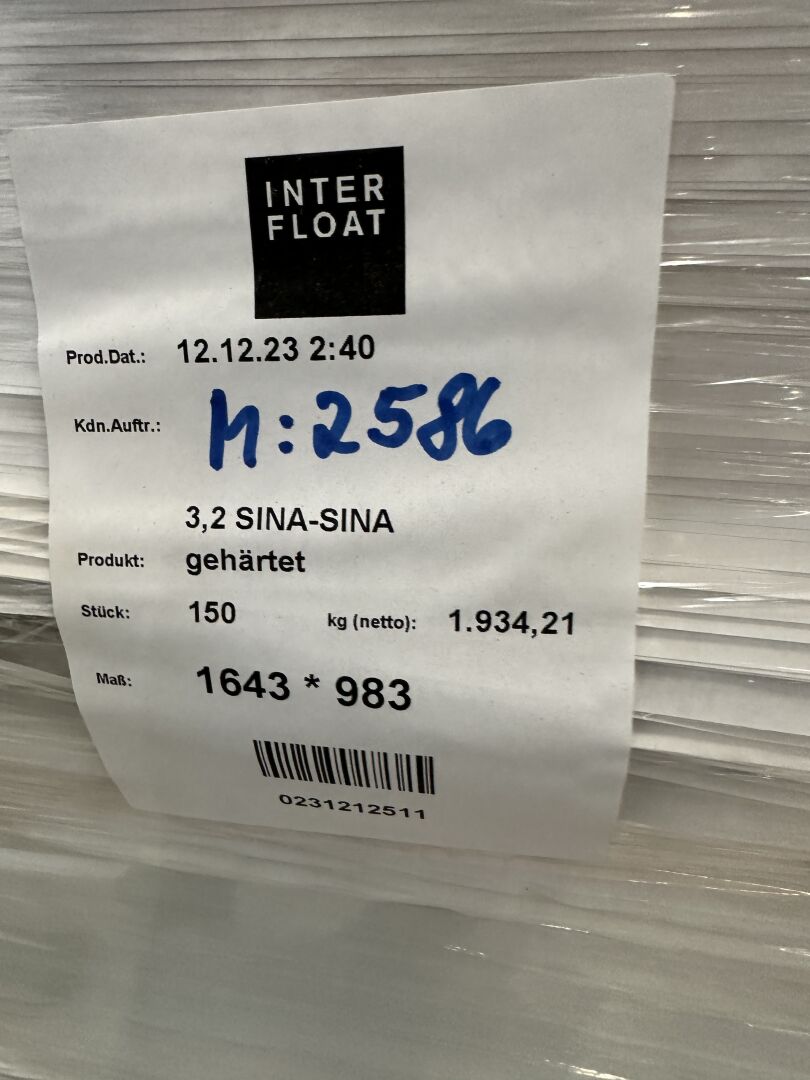 INTER
FLOAT
Prod.Dat.: 12.12.23 2:40
Kdn.Auftr.: M:2586
3,2 SINA-SINA
Produkt: gehärtet
Stück: 150 kg (netto): 1.934,21
Maß: 1643 * 983
0231212511